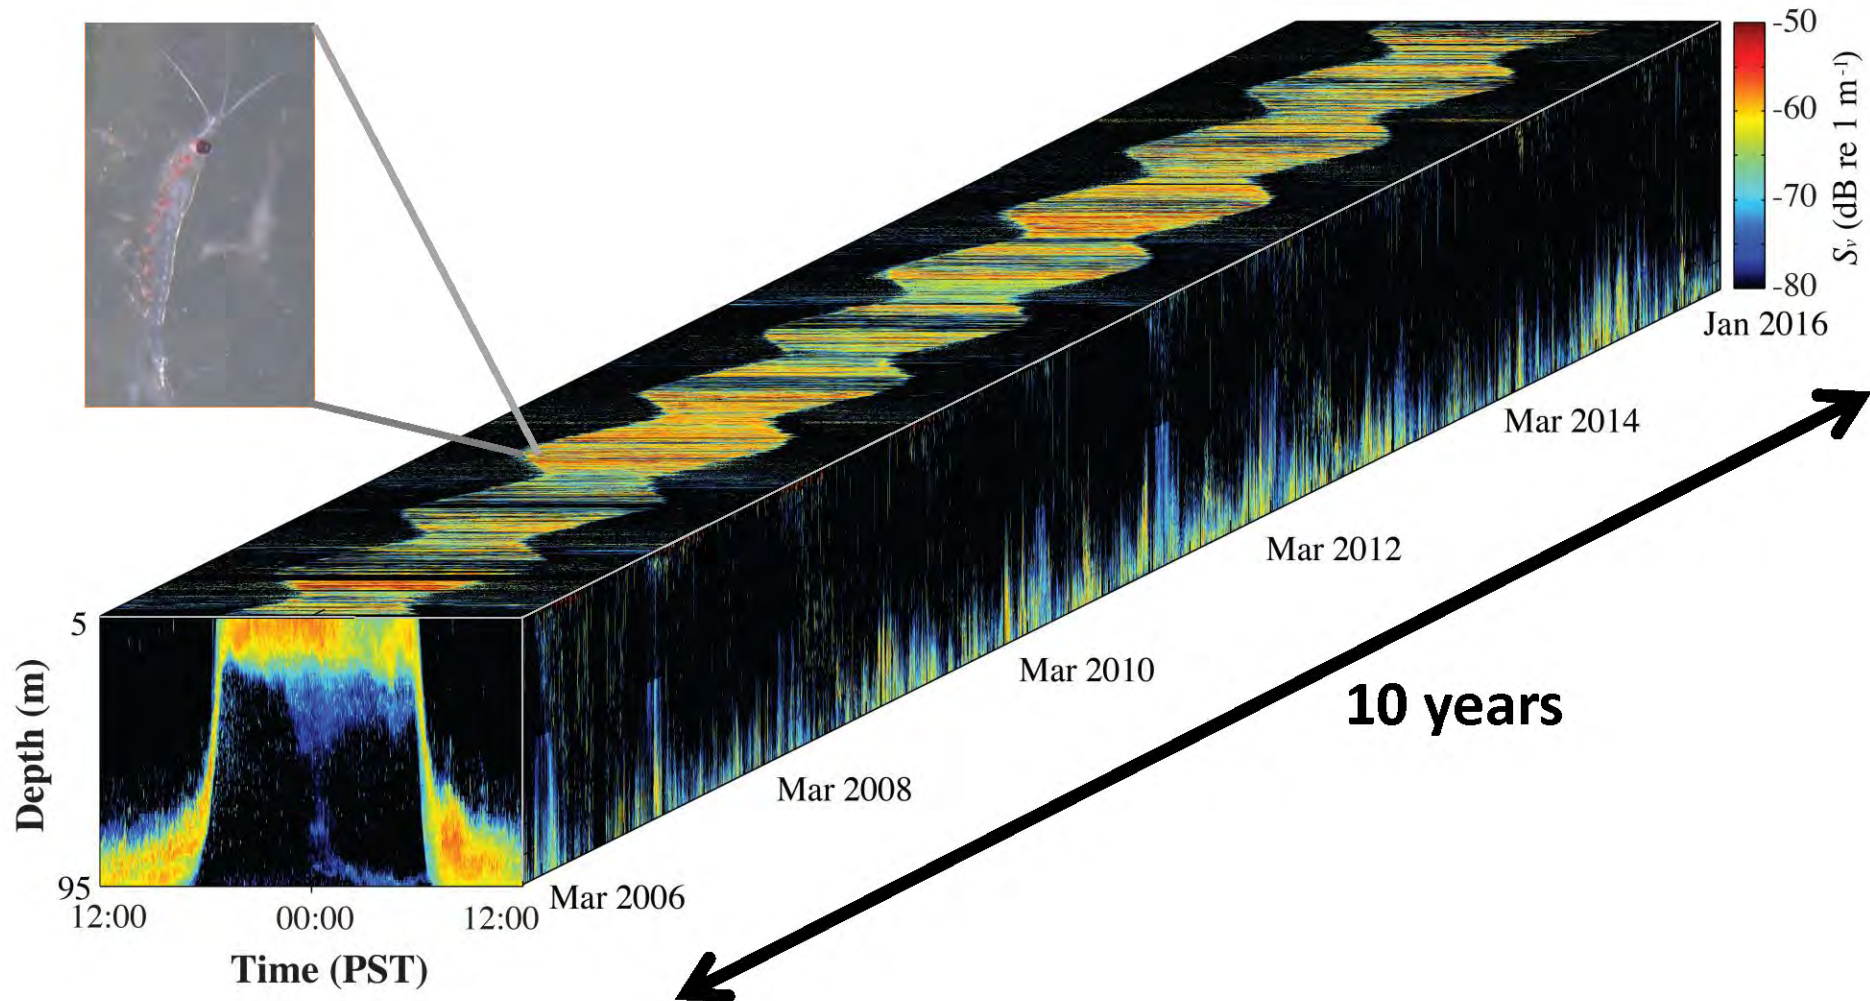 -50
-60
-70
-80
Sv (dB re 1 m-1)
Jan 2016
Mar 2014
Mar 2012
Mar 2010
Mar 2008
Mar 2006
10 years
5
95
Depth (m)
12:00
00:00
12:00
Time (PST)